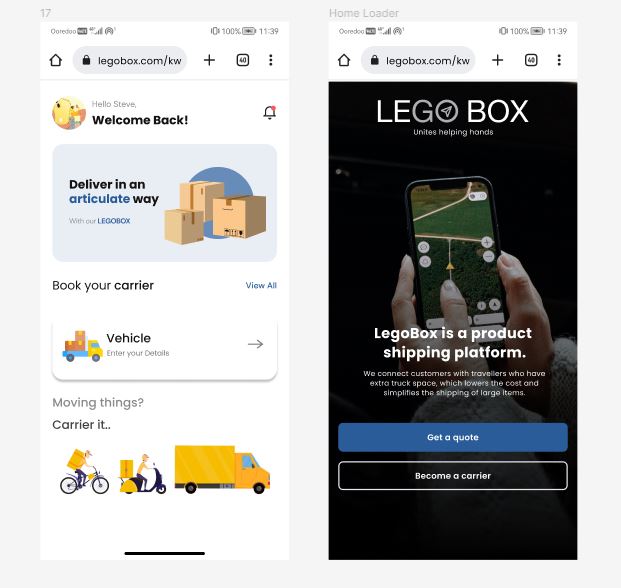 17
Ooredoo 100% 11:39
legobox.com/kw 40
Hello Steve,
Welcome Back!
Deliver in an
articulate way
With our LEGOBOX
Book your carrier View All
Vehicle
Enter your Details
Moving things?
Carrier it..
Home Loader
Ooredoo 100% 11:39
legobox.com/kw 40
LEGO BOX
Unites helping hands
LegoBox is a product
shipping platform.
We connect customers with travellers who have
extra truck space, which lowers the cost and
simplifies the shipping of large items.
Get a quote
Become a carrier